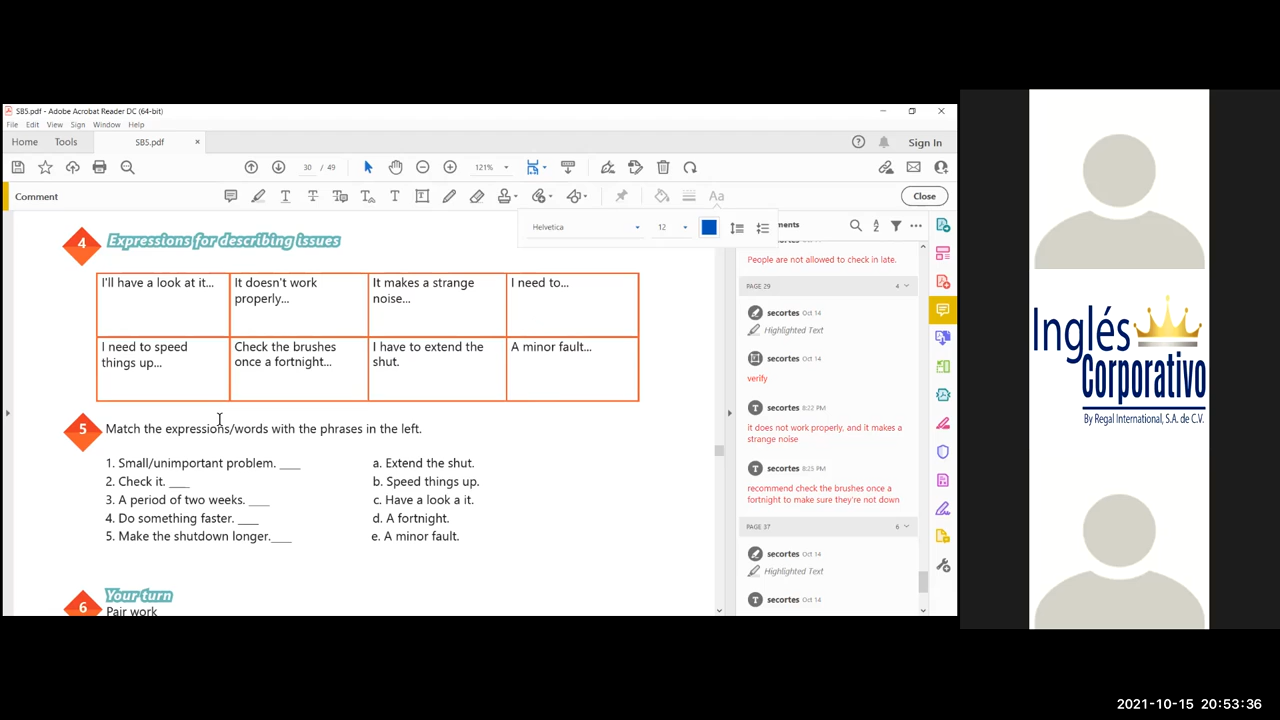 SB5.pdf - Adobe Acrobat Reader DC (64-bit)
File Edit View Sign Window Help
Home Tools SB5.pdf × Sign In
30 / 49 121%
Comment Close
Helvetica 12
4 Expressions for describing issues
I'll have a look at it...
It doesn't work
properly...
It makes a strange
noise...
I need to...
I need to speed
things up...
Check the brushes
once a fortnight...
I have to extend the
shut.
A minor fault...
5 Match the expressions/words with the phrases in the left.
1. Small/unimportant problem. ____
2. Check it. ____
3. A period of two weeks. ____
4. Do something faster. ____
5. Make the shutdown longer.____
a. Extend the shut.
b. Speed things up.
c. Have a look a it.
d. A fortnight.
e. A minor fault.
6 Your turn
Pair work
ments
People are not allowed to check in late.
PAGE 29 4
secortes Oct 14
Highlighted Text
secortes Oct 14
verify
secortes 8:22 PM
it does not work properly, and it makes a
strange noise
secortes 8:25 PM
recommend check the brushes once a
fortnight to make sure they're not down
PAGE 37 6
secortes Oct 14
Highlighted Text
secortes Oct 14
Inglés
Corporativo
By Regal International, S.A. de C.V.
2021-10-15 20:53:36